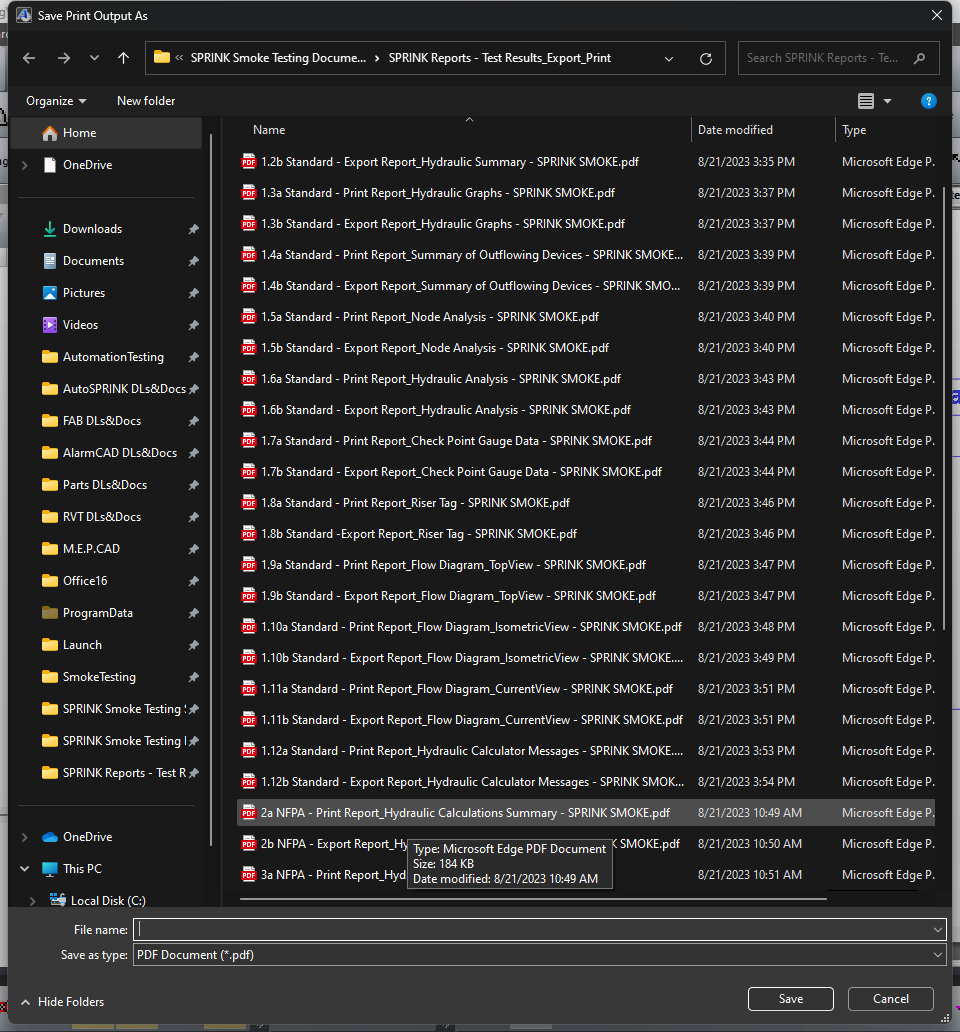 Save Print Output As
« SPRINK Smoke Testing Docume... › SPRINK Reports - Test Results_Export_Print
Search SPRINK Reports - Te...
Organize New folder
Name Date modified Type
Home
OneDrive
Downloads
Documents
Pictures
Videos
AutomationTesting
AutoSPRINK DLs&Docs
FAB DLs&Docs
AlarmCAD DLs&Docs
Parts DLs&Docs
RVT DLs&Docs
M.E.P.CAD
Office16
ProgramData
Launch
SmokeTesting
SPRINK Smoke Testing
SPRINK Smoke Testing
SPRINK Reports - Test R
OneDrive
This PC
Local Disk (C:)
1.2b Standard - Export Report_Hydraulic Summary - SPRINK SMOKE.pdf 8/21/2023 3:35 PM Microsoft Edge P.
1.3a Standard - Print Report_Hydraulic Graphs - SPRINK SMOKE.pdf 8/21/2023 3:37 PM Microsoft Edge P.
1.3b Standard - Export Report_Hydraulic Graphs - SPRINK SMOKE.pdf 8/21/2023 3:37 PM Microsoft Edge P.
1.4a Standard - Print Report_Summary of Outflowing Devices - SPRINK SMOKE... 8/21/2023 3:39 PM Microsoft Edge P.
1.4b Standard - Export Report_Summary of Outflowing Devices - SPRINK SMO... 8/21/2023 3:39 PM Microsoft Edge P.
1.5a Standard - Print Report_Node Analysis - SPRINK SMOKE.pdf 8/21/2023 3:40 PM Microsoft Edge P.
1.5b Standard - Export Report_Node Analysis - SPRINK SMOKE.pdf 8/21/2023 3:40 PM Microsoft Edge P.
1.6a Standard - Print Report_Hydraulic Analysis - SPRINK SMOKE.pdf 8/21/2023 3:43 PM Microsoft Edge P.
1.6b Standard - Export Report_Hydraulic Analysis - SPRINK SMOKE.pdf 8/21/2023 3:43 PM Microsoft Edge P.
1.7a Standard - Print Report_Check Point Gauge Data - SPRINK SMOKE.pdf 8/21/2023 3:44 PM Microsoft Edge P.
1.7b Standard - Export Report_Check Point Gauge Data - SPRINK SMOKE.pdf 8/21/2023 3:44 PM Microsoft Edge P.
1.8a Standard - Print Report_Riser Tag - SPRINK SMOKE.pdf 8/21/2023 3:46 PM Microsoft Edge P.
1.8b Standard -Export Report_Riser Tag - SPRINK SMOKE.pdf 8/21/2023 3:46 PM Microsoft Edge P.
1.9a Standard - Print Report_Flow Diagram_TopView - SPRINK SMOKE.pdf 8/21/2023 3:47 PM Microsoft Edge P.
1.9b Standard - Export Report_Flow Diagram_TopView - SPRINK SMOKE.pdf 8/21/2023 3:47 PM Microsoft Edge P.
1.10a Standard - Print Report_Flow Diagram_IsometricView - SPRINK SMOKE.pdf 8/21/2023 3:48 PM Microsoft Edge P.
1.10b Standard - Export Report_Flow Diagram_IsometricView - SPRINK SMOKE.... 8/21/2023 3:49 PM Microsoft Edge P.
1.11a Standard - Print Report_Flow Diagram_CurrentView - SPRINK SMOKE.pdf 8/21/2023 3:51 PM Microsoft Edge P.
1.11b Standard - Export Report_Flow Diagram_CurrentView - SPRINK SMOKE.pdf 8/21/2023 3:51 PM Microsoft Edge P.
1.12a Standard - Print Report_Hydraulic Calculator Messages - SPRINK SMOKE.... 8/21/2023 3:53 PM Microsoft Edge P.
1.12b Standard - Export Report_Hydraulic Calculator Messages - SPRINK SMOK... 8/21/2023 3:54 PM Microsoft Edge P.
2a NFPA - Print Report_Hydraulic Calculations Summary - SPRINK SMOKE.pdf 8/21/2023 10:49 AM Microsoft Edge P.
2b NFPA - Export Report_Hy K SMOKE.pdf 8/21/2023 10:50 AM Microsoft Edge P.
3a NFPA - Print Report_Hyd 8/21/2023 10:51 AM Microsoft Edge P.
Type: Microsoft Edge PDF Document
Size: 184 KB
Date modified: 8/21/2023 10:49 AM
File name:
Save as type: PDF Document (*.pdf)
Hide Folders
Save Cancel